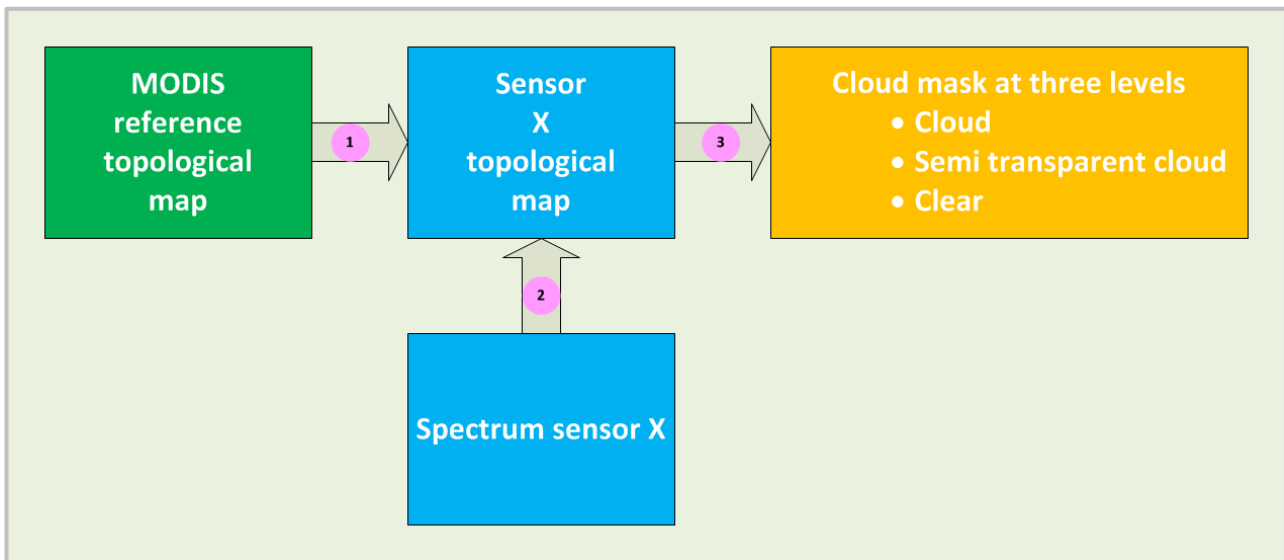 MODIS
reference
topological
map
1
Sensor
X
topological
map
3
Cloud mask at three levels
• Cloud
• Semi transparent cloud
• Clear
2
Spectrum sensor X